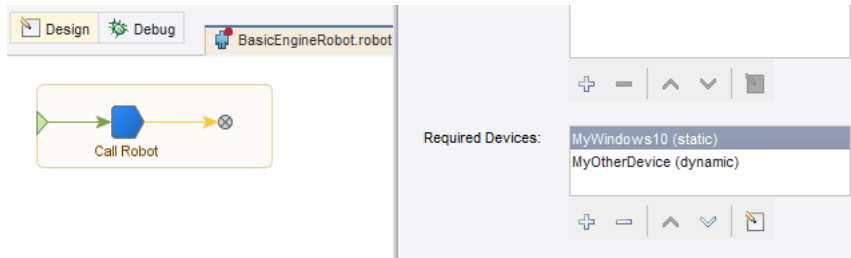 Design
Debug
BasicEngineRobot.robot
Call Robot
Required Devices:
MyWindows10 (static)
MyOtherDevice (dynamic)